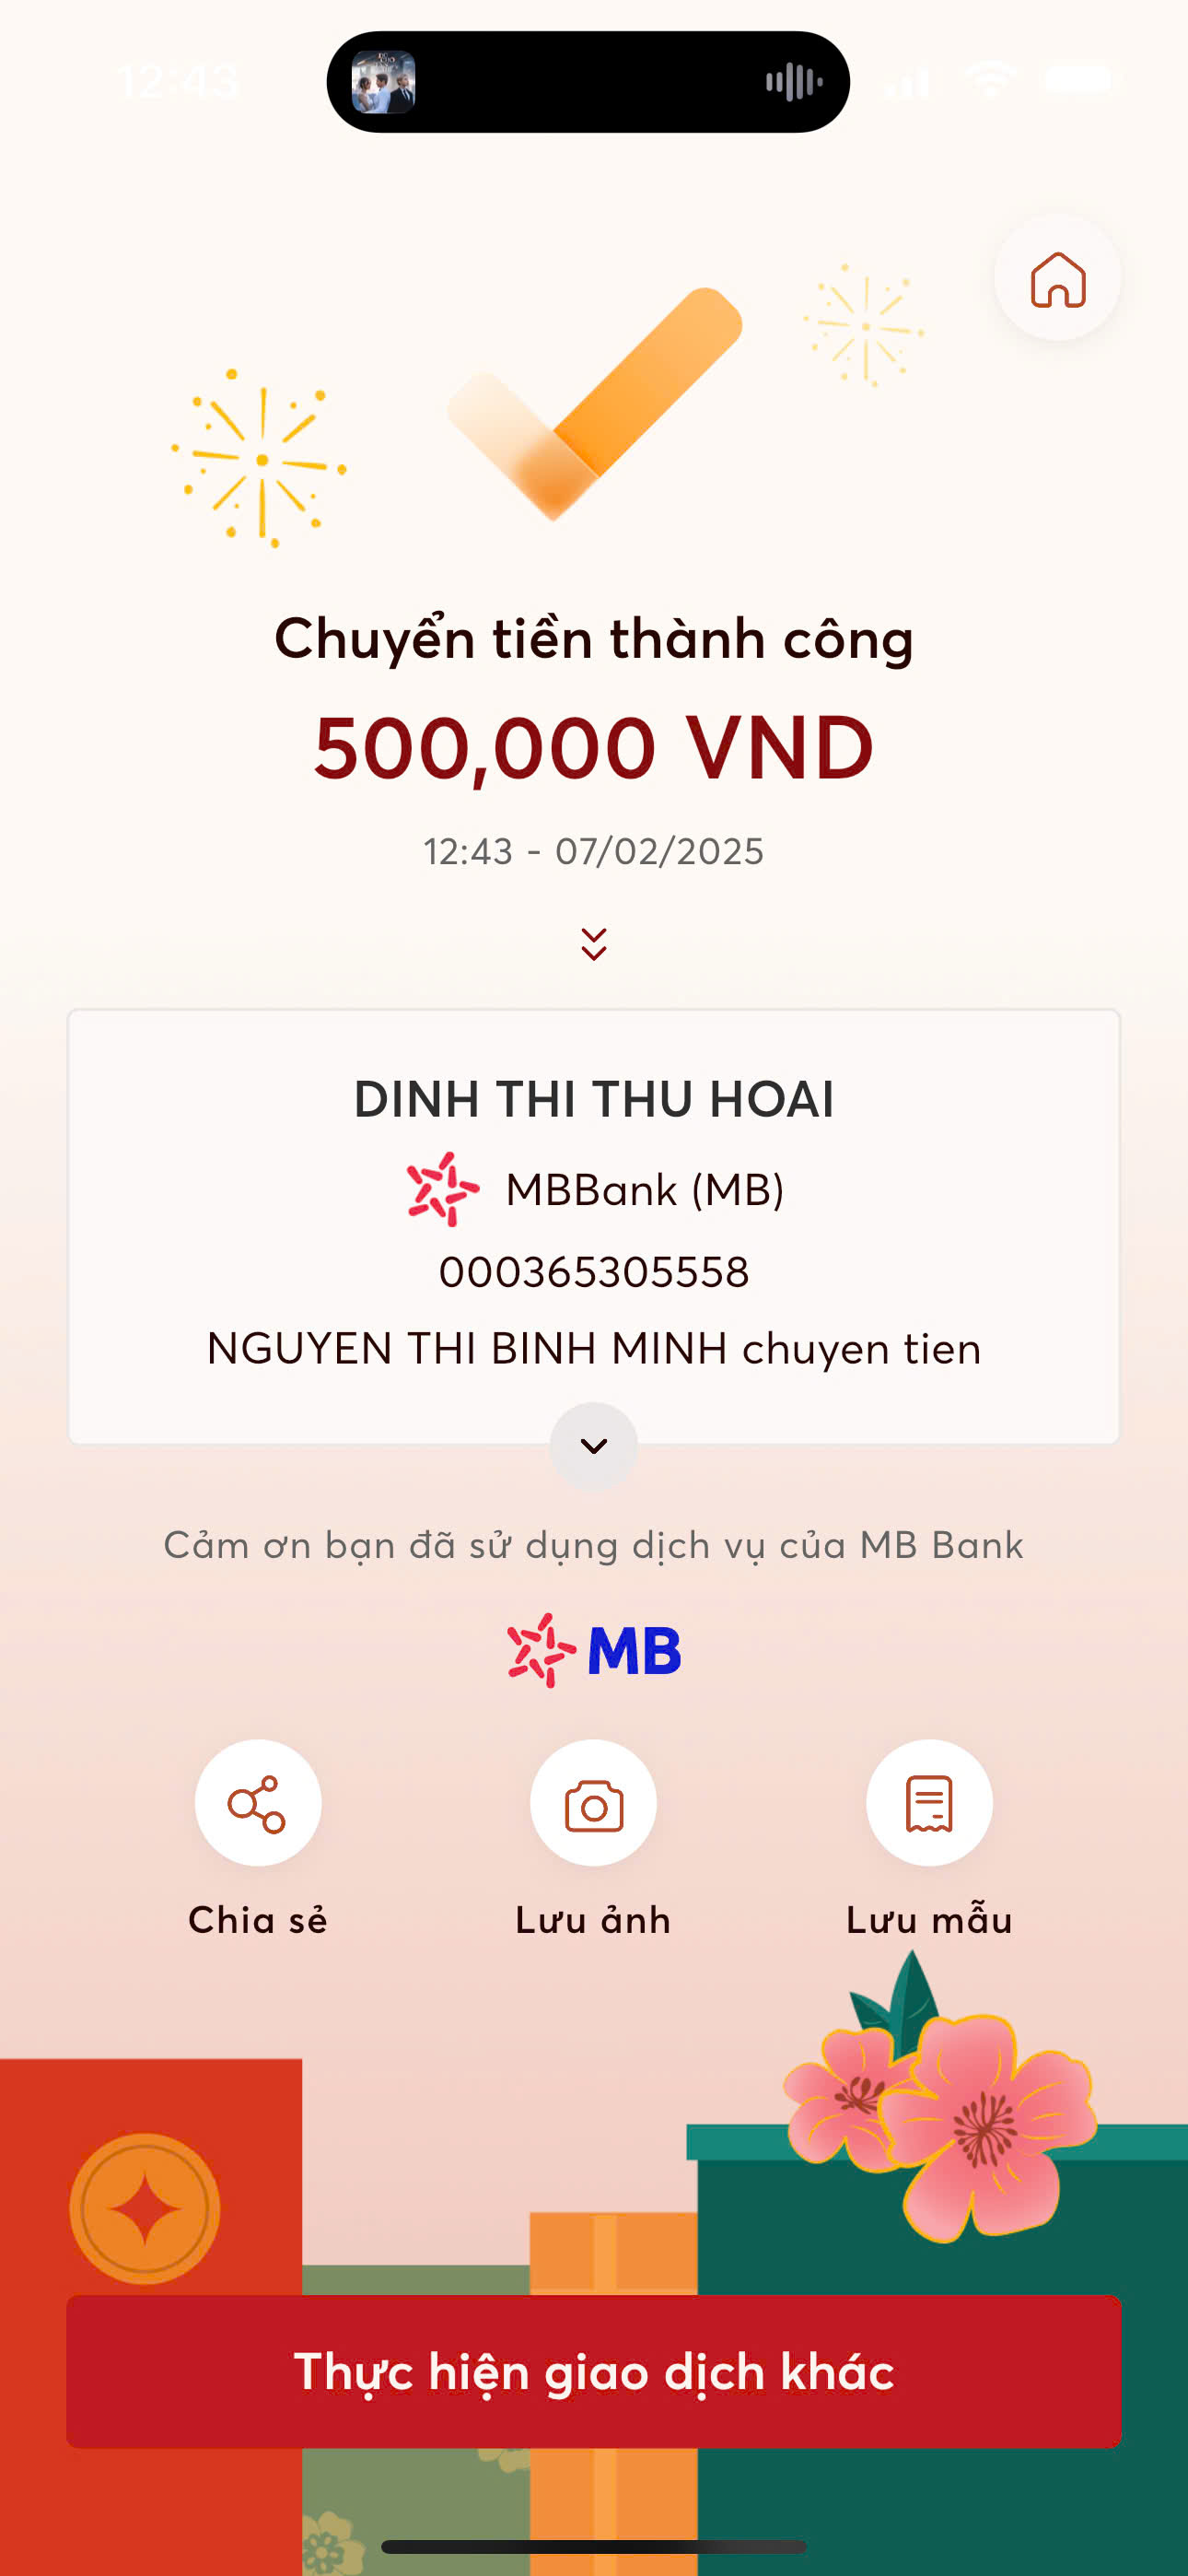 12:43
Chuyển tiền thành công
500,000 VND
12:43 - 07/02/2025
DINH THI THU HOAI
MBBank (MB)
000365305558
NGUYEN THI BINH MINH chuyen tien
Cảm ơn bạn đã sử dụng dịch vụ của MB Bank
MB
Chia sẻ
Lưu ảnh
Lưu mẫu
Thực hiện giao dịch khác